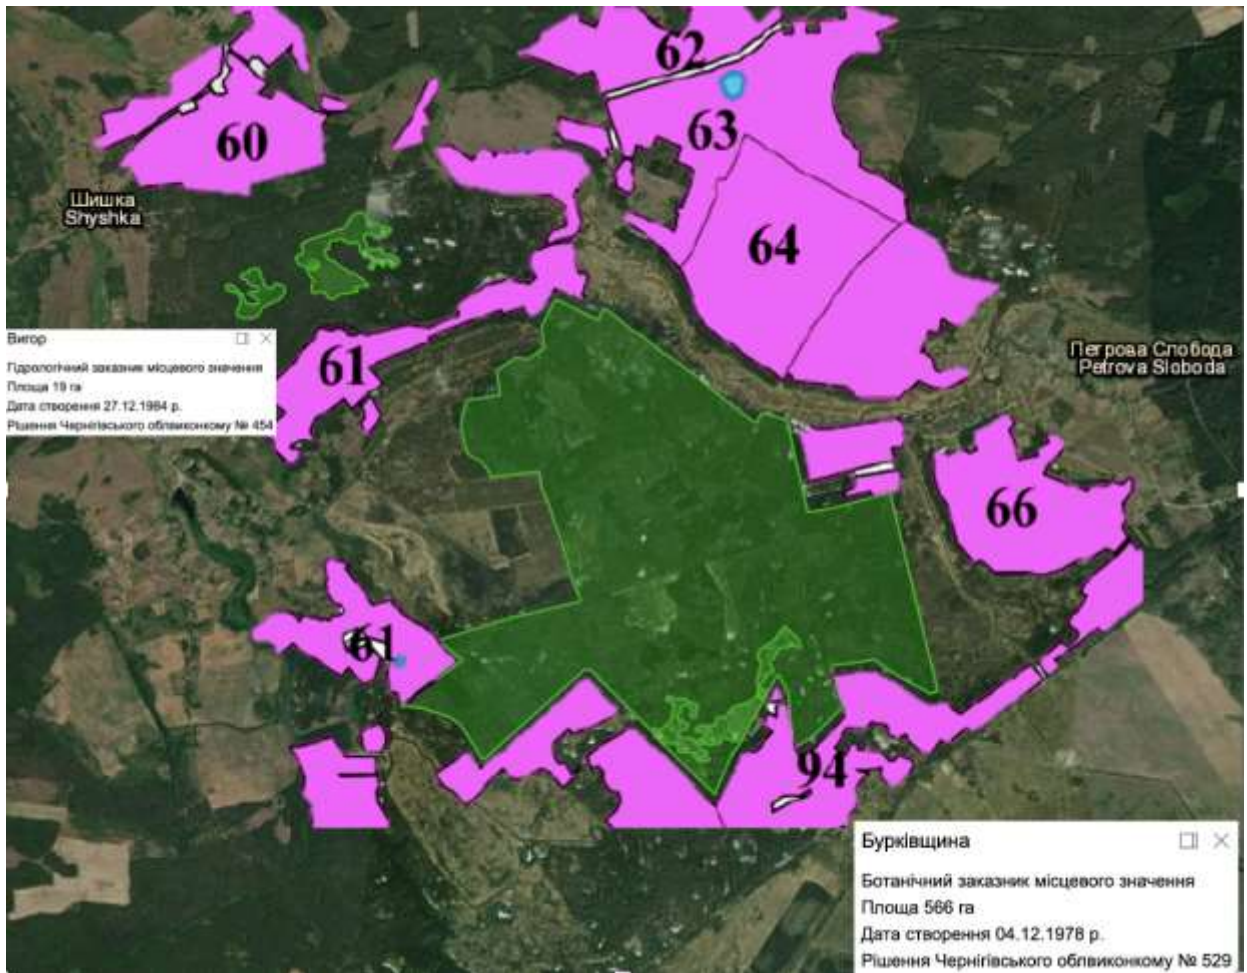 62
60
63
Шишка
Shyshka
64
Вигор
Гідрологічний заказник місцевого значення
Площа 19 га
Дата створення 27.12.1984 р.
Рішення Чернігівського облвиконкому № 454
61
Петрова Слобода
Petrova Sloboda
66
61
94
Бурківщина
Ботанічний заказник місцевого значення
Площа 566 га
Дата створення 04.12.1978 р.
Рішення Чернігівського облвиконкому № 529